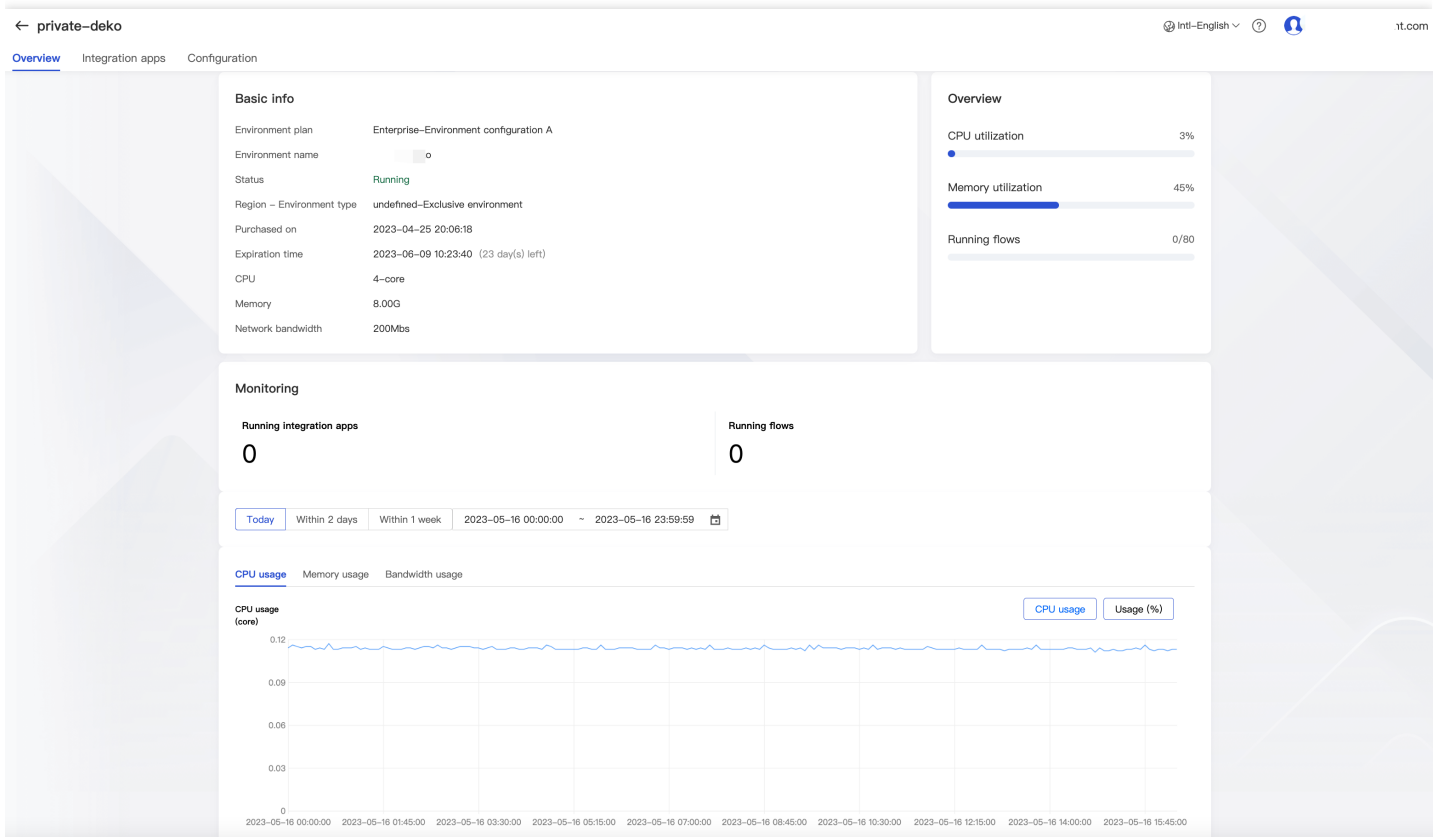 private-deko
Intl-English
nt.com
Overview Integration apps Configuration
Basic info
Environment plan Enterprise-Environment configuration A
Environment name o
Status Running
Region - Environment type undefined-Exclusive environment
Purchased on 2023-04-25 20:06:18
Expiration time 2023-06-09 10:23:40 (23 day(s) left)
CPU 4-core
Memory 8.00G
Network bandwidth 200Mbs
Overview
CPU utilization 3%
Memory utilization 45%
Running flows 0/80
Monitoring
Running integration apps Running flows
0 0
Today Within 2 days Within 1 week 2023-05-16 00:00:00 ~ 2023-05-16 23:59:59
CPU usage Memory usage Bandwidth usage
CPU usage
(core)
CPU usage Usage (%)
0.12
0.09
0.06
0.03
0
2023-05-16 00:00:00 2023-05-16 01:45:00 2023-05-16 03:30:00 2023-05-16 05:15:00 2023-05-16 07:00:00 2023-05-16 08:45:00 2023-05-16 10:30:00 2023-05-16 12:15:00 2023-05-16 14:00:00 2023-05-16 15:45:00